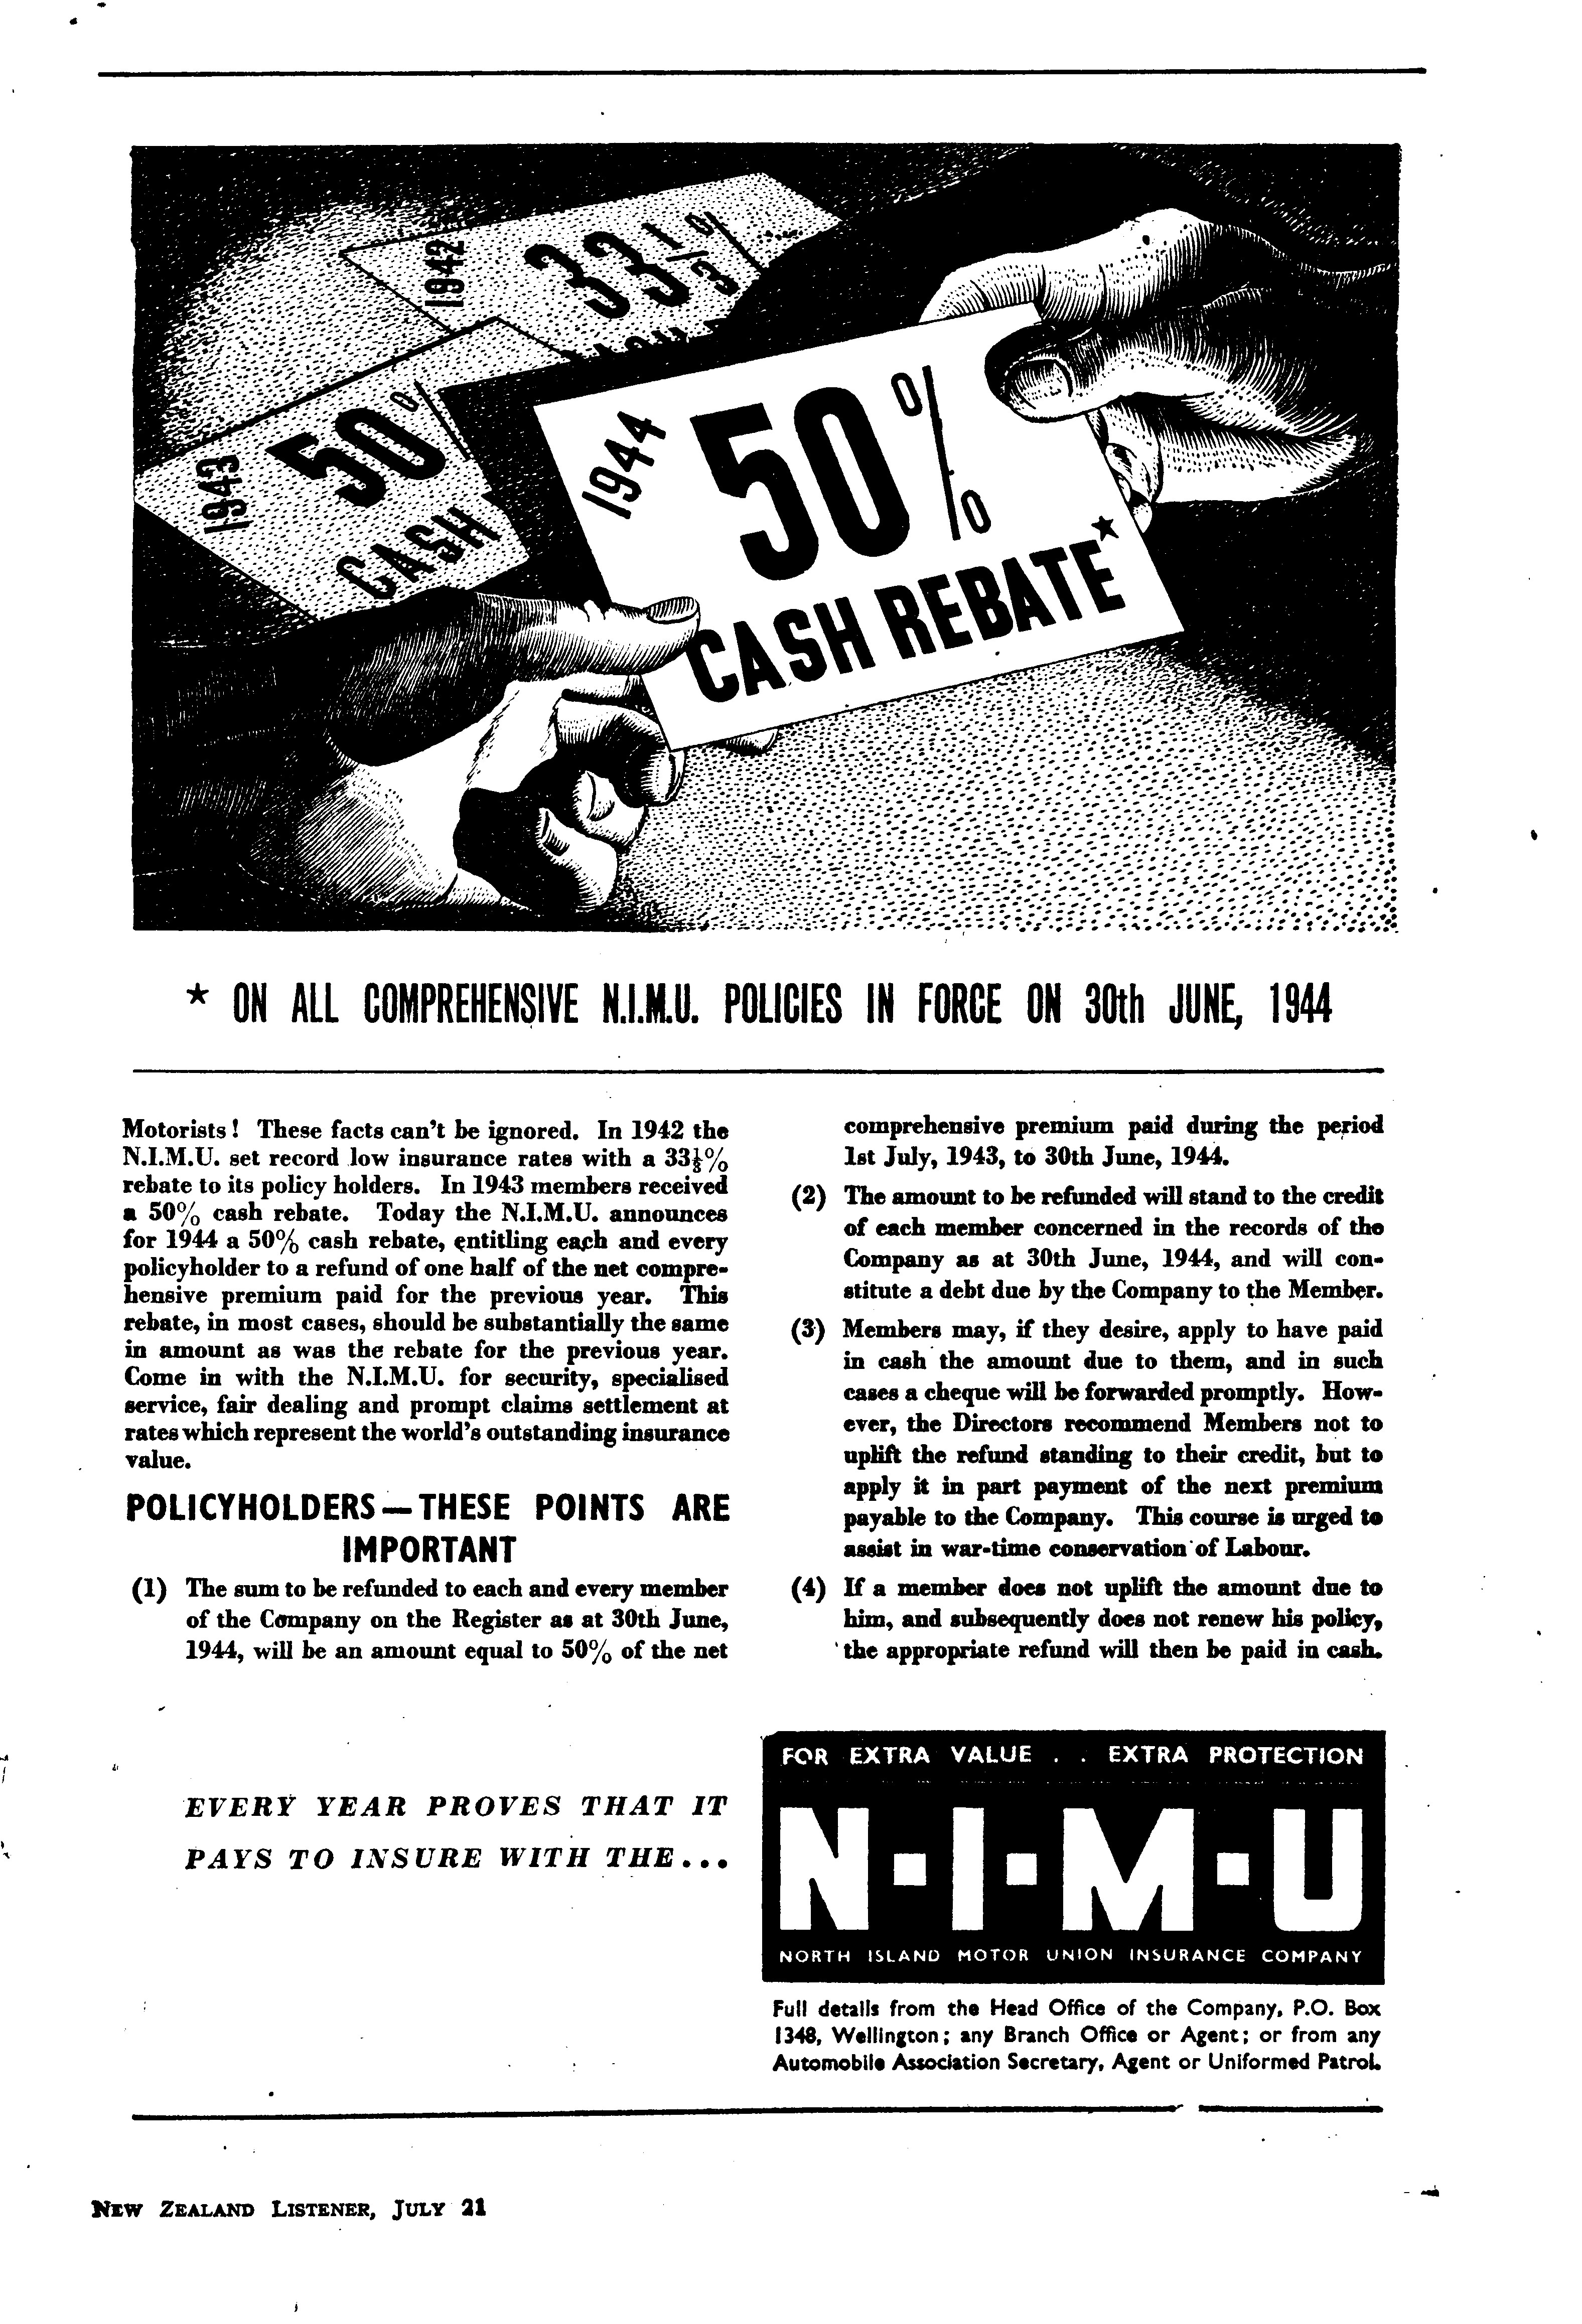 1942
33 1/3 %
1943
50%
CASH
1944
50%
CASH REBATE*
* ON ALL COMPREHENSIVE N.I.M.U. POLICIES IN FORCE ON 30th JUNE, 1944
Motorists! These facts can't be ignored. In 1942 the
N.I.M.U. set record low insurance rates with a 33⅓%
rebate to its policy holders. In 1943 members received
a 50% cash rebate. Today the N.I.M.U. announces
for 1944 a 50% cash rebate, entitling each and every
policyholder to a refund of one half of the net compre-
hensive premium paid for the previous year. This
rebate, in most cases, should be substantially the same
in amount as was the rebate for the previous year.
Come in with the N.I.M.U. for security, specialised
service, fair dealing and prompt claims settlement at
rates which represent the world's outstanding insurance
value.
POLICYHOLDERS—THESE POINTS ARE
IMPORTANT
(1) The sum to be refunded to each and every member
of the Company on the Register as at 30th June,
1944, will be an amount equal to 50% of the net
comprehensive premium paid during the period
1st July, 1943, to 30th June, 1944.
(2) The amount to be refunded will stand to the credit
of each member concerned in the records of the
Company as at 30th June, 1944, and will con-
stitute a debt due by the Company to the Member.
(3) Members may, if they desire, apply to have paid
in cash the amount due to them, and in such
cases a cheque will be forwarded promptly. How-
ever, the Directors recommend Members not to
uplift the refund standing to their credit, but to
apply it in part payment of the next premium
payable to the Company. This course is urged to
assist in war-time conservation of Labour.
(4) If a member does not uplift the amount due to
him, and subsequently does not renew his policy,
the appropriate refund will then be paid in cash.
EVERY YEAR PROVES THAT IT
PAYS TO INSURE WITH THE...
FOR EXTRA VALUE . . EXTRA PROTECTION
N·I·M·U
NORTH ISLAND MOTOR UNION INSURANCE COMPANY
Full details from the Head Office of the Company, P.O. Box
1348, Wellington; any Branch Office or Agent; or from any
Automobile Association Secretary, Agent or Uniformed Patrol.
NEW ZEALAND LISTENER, JULY 21